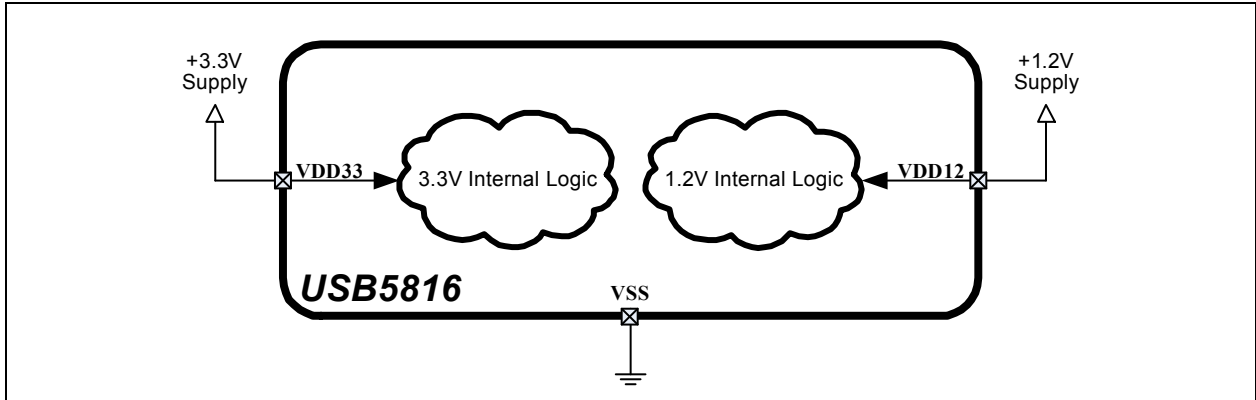 +3.3V
Supply
+1.2V
Supply
VDD33
3.3V Internal Logic
1.2V Internal Logic
VDD12
USB5816
VSS